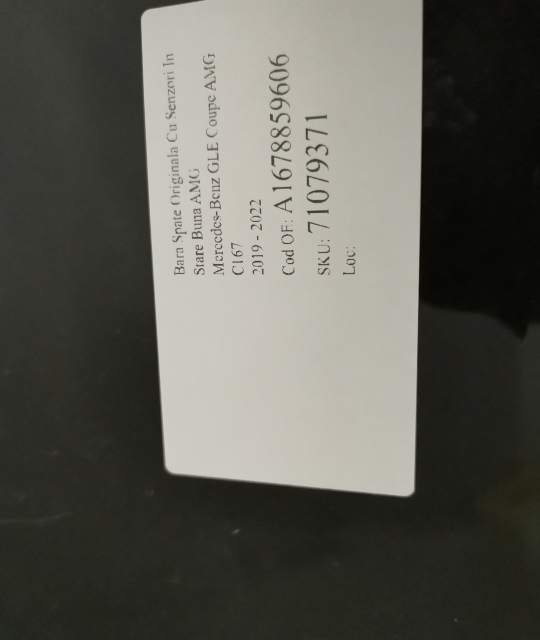 Bara Spate Originala Cu Senzori In
Stare Buna AMG
Mercedes-Benz GLE Coupe AMG
C167
2019 - 2022
Cod OE: A1678859606
SKU: 71079371
Loc: